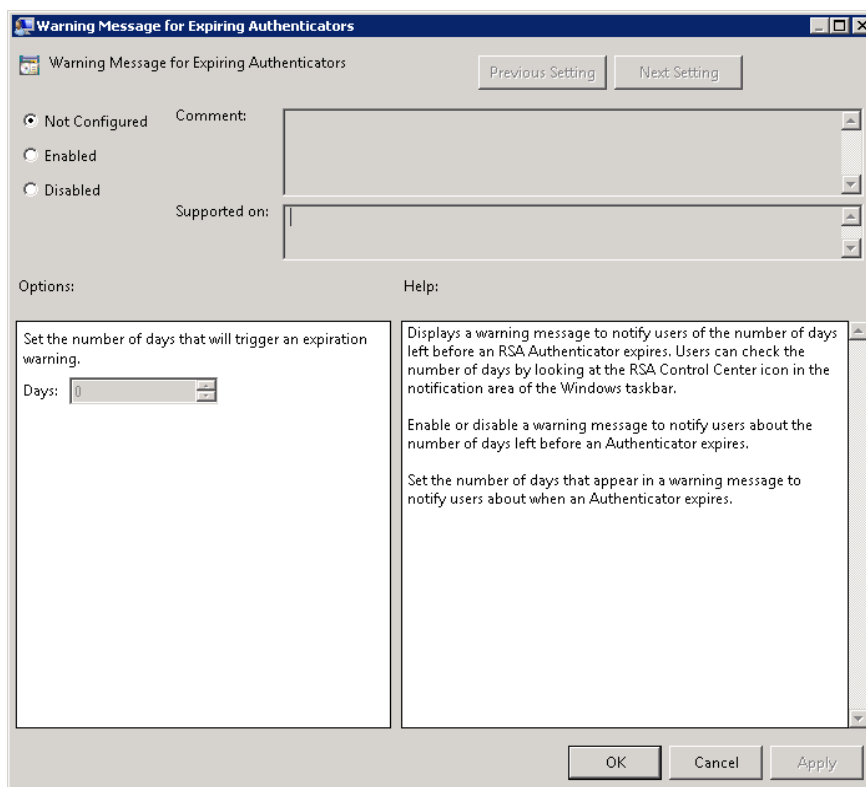 Warning Message for Expiring Authenticators
Warning Message for Expiring Authenticators
Previous Setting
Next Setting
Not Configured
Comment:
Enabled
Disabled
Supported on:
Options:
Help:
Set the number of days that will trigger an expiration
warning.
Days: 0
Displays a warning message to notify users of the number of days
left before an RSA Authenticator expires. Users can check the
number of days by looking at the RSA Control Center icon in the
notification area of the Windows taskbar.
Enable or disable a warning message to notify users about the
number of days left before an Authenticator expires.
Set the number of days that appear in a warning message to
notify users about when an Authenticator expires.
OK
Cancel
Apply